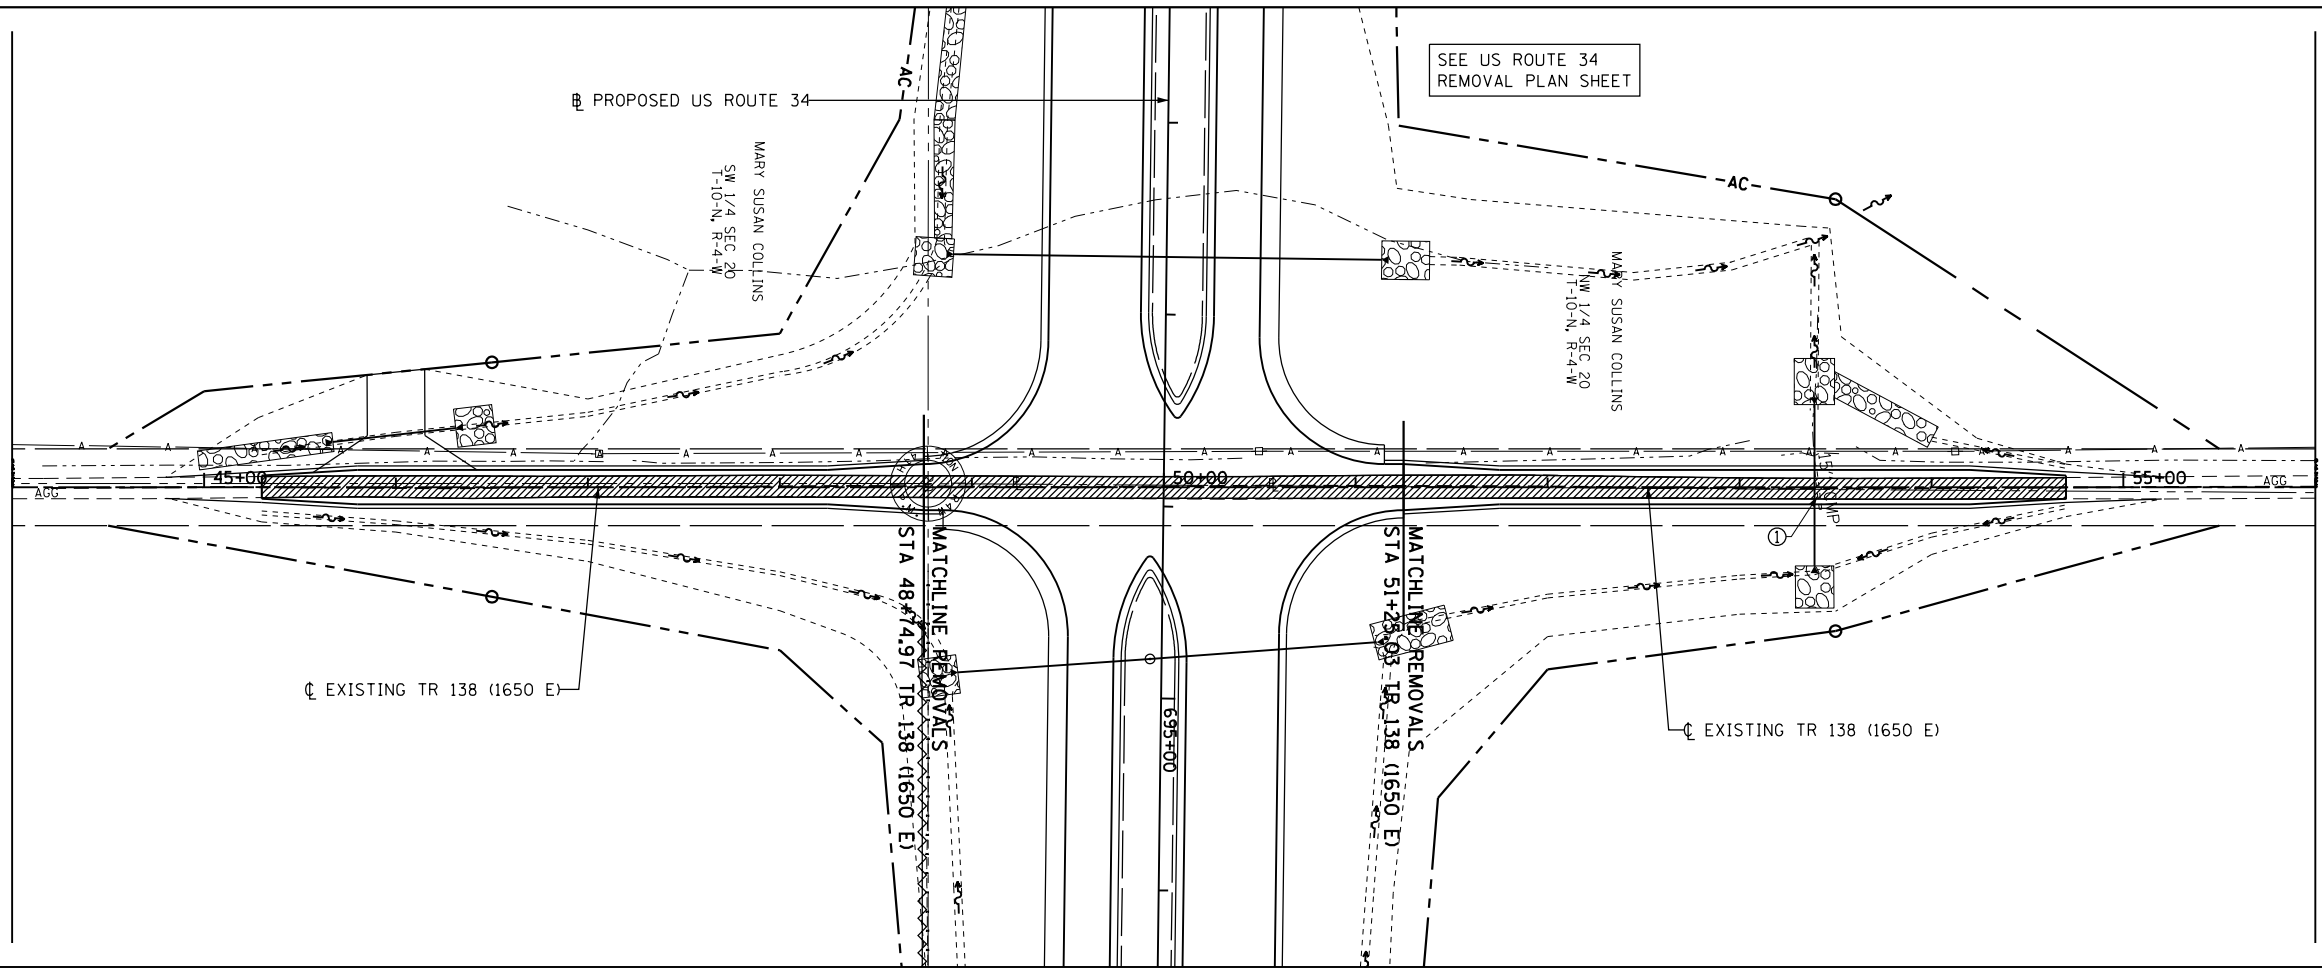 SEE US ROUTE 34
REMOVAL PLAN SHEET
AC
℄ PROPOSED US ROUTE 34
MARY SUSAN COLLINS
SW 1/4 SEC 20
T-10-N, R-4-W
AC
MARY SUSAN COLLINS
NW 1/4 SEC 20
T-10-N, R-4-W
A A A A A A A A A A A A A A A A A A A A A A A A
45+00
50+00
55+00
AGG
AGG
1
MATCHLINE REMOVALS
STA 48+74.97 TR 138 (1650 E)
MATCHLINE REMOVALS
STA 51+25.03 TR 138 (1650 E)
695+00
℄ EXISTING TR 138 (1650 E)
℄ EXISTING TR 138 (1650 E)